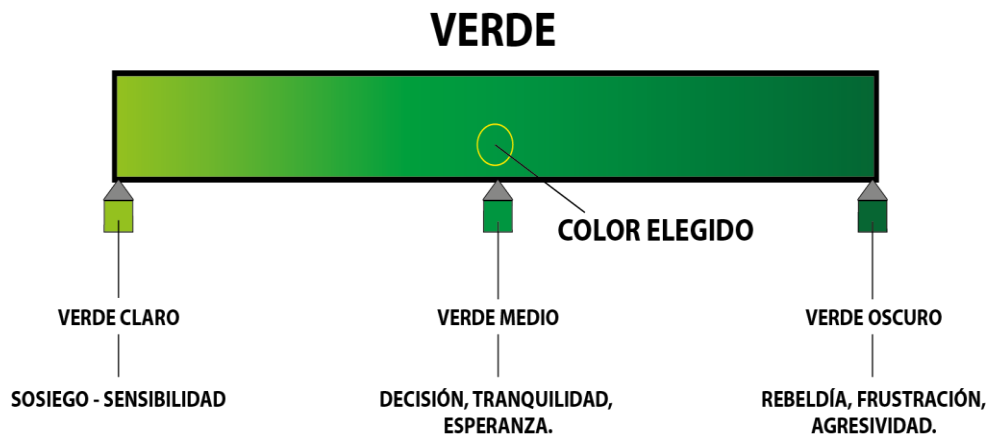 VERDE
COLOR ELEGIDO
VERDE CLARO
VERDE MEDIO
VERDE OSCURO
SOSIEGO - SENSIBILIDAD
DECISIÓN, TRANQUILIDAD,
ESPERANZA.
REBELDÍA, FRUSTRACIÓN,
AGRESIVIDAD.